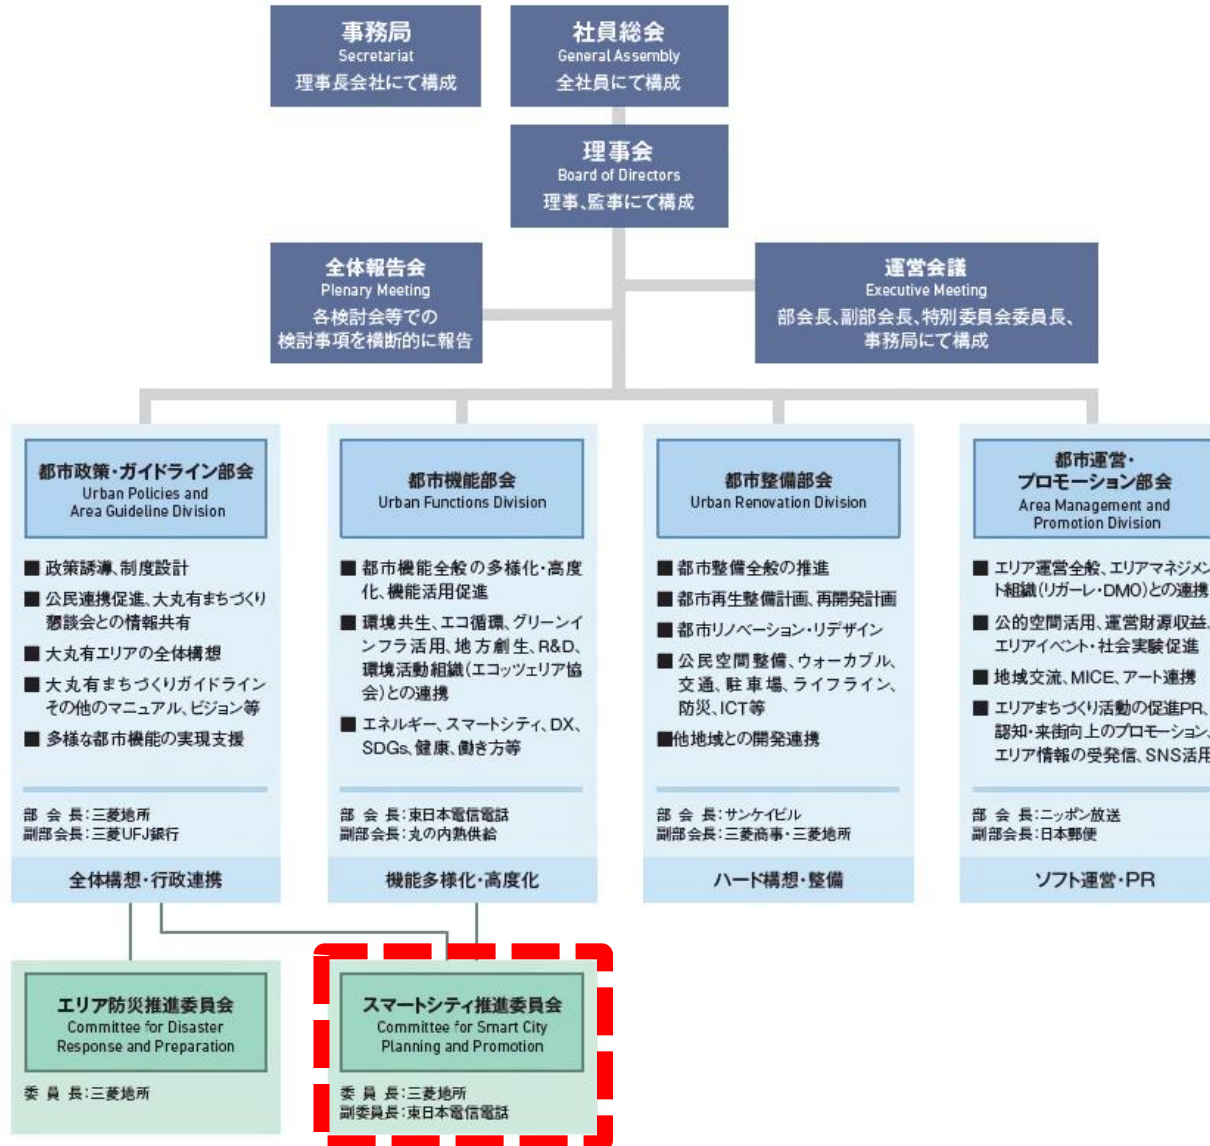 事務局
Secretariat
理事長会社にて構成
社員総会
General Assembly
全社員にて構成
理事会
Board of Directors
理事、監事にて構成
全体報告会
Plenary Meeting
各検討会等での
検討事項を横断的に報告
運営会議
Executive Meeting
部会長、副部会長、特別委員会委員長、
事務局にて構成
都市政策・ガイドライン部会
Urban Policies and
Area Guideline Division
■ 政策誘導、制度設計
■ 公民連携促進、大丸有まちづくり
懇談会との情報共有
■ 大丸有エリアの全体構想
■ 大丸有まちづくりガイドライン
その他のマニュアル、ビジョン等
■ 多様な都市機能の実現支援
部 会 長：三菱地所
副部会長：三菱UFJ銀行
全体構想・行政連携
都市機能部会
Urban Functions Division
■ 都市機能全般の多様化・高度
化、機能活用促進
■ 環境共生、エコ循環、グリーンイ
ンフラ活用、地方創生、R&D、
環境活動組織(エコッツェリア協
会)との連携
■ エネルギー、スマートシティ、DX、
SDGs、健康、働き方等
部 会 長：東日本電信電話
副部会長：丸の内熱供給
機能多様化・高度化
都市整備部会
Urban Renovation Division
■ 都市整備全般の推進
■ 都市再生整備計画、再開発計画
■ 都市リノベーション・リデザイン
■ 公民空間整備、ウォーカブル、
交通、駐車場、ライフライン、
防災、ICT等
■他地域との開発連携
部 会 長：サンケイビル
副部会長：三菱商事・三菱地所
ハード構想・整備
都市運営・
プロモーション部会
Area Management and
Promotion Division
■ エリア運営全般、エリアマネジメン
ト組織(リガーレ・DMO)との連携
■ 公的空間活用、運営財源収益、
エリアイベント・社会実験促進
■ 地域交流、MICE、アート連携
■ エリアまちづくり活動の促進PR、
認知・来街向上のプロモーション、
エリア情報の受発信、SNS活用
部 会 長：ニッポン放送
副部会長：日本郵便
ソフト運営・PR
エリア防災推進委員会
Committee for Disaster
Response and Preparation
委 員 長：三菱地所
スマートシティ推進委員会
Committee for Smart City
Planning and Promotion
委 員 長：三菱地所
副委員長：東日本電信電話